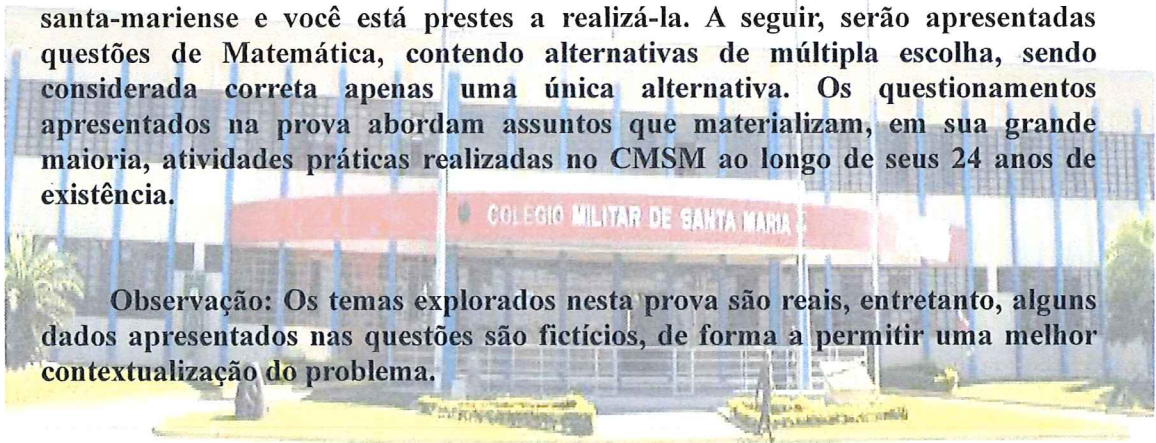 santa-mariense e você está prestes a realizá-la. A seguir, serão apresentadas
questões de Matemática, contendo alternativas de múltipla escolha, sendo
considerada correta apenas uma única alternativa. Os questionamentos
apresentados na prova abordam assuntos que materializam, em sua grande
maioria, atividades práticas realizadas no CMSM ao longo de seus 24 anos de
existência.
COLEGIO MILITAR DE SANTA MARIA
Observação: Os temas explorados nesta prova são reais, entretanto, alguns
dados apresentados nas questões são fictícios, de forma a permitir uma melhor
contextualização do problema.